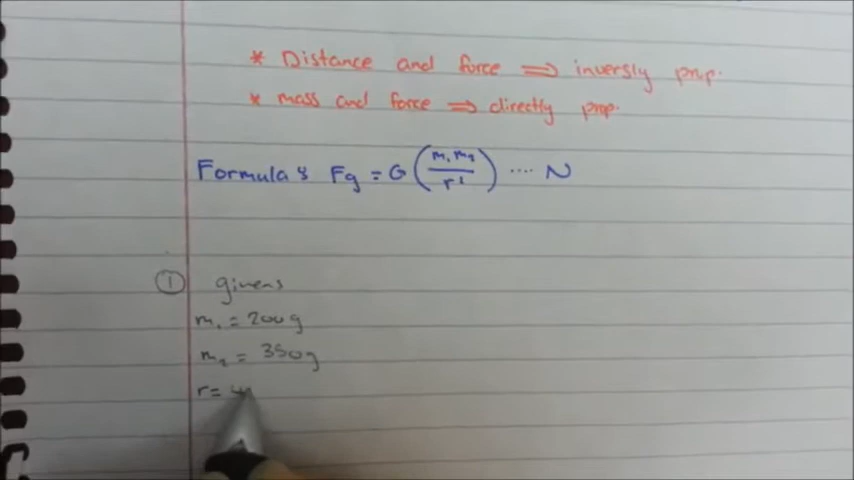 * Distance and force ⇒ inversly prop.
* mass and force ⇒ directly prop.
Formula: Fg = G (m₁m₂/r²) .... N
① givens
m₁ = 200g
m₂ = 350g
r =